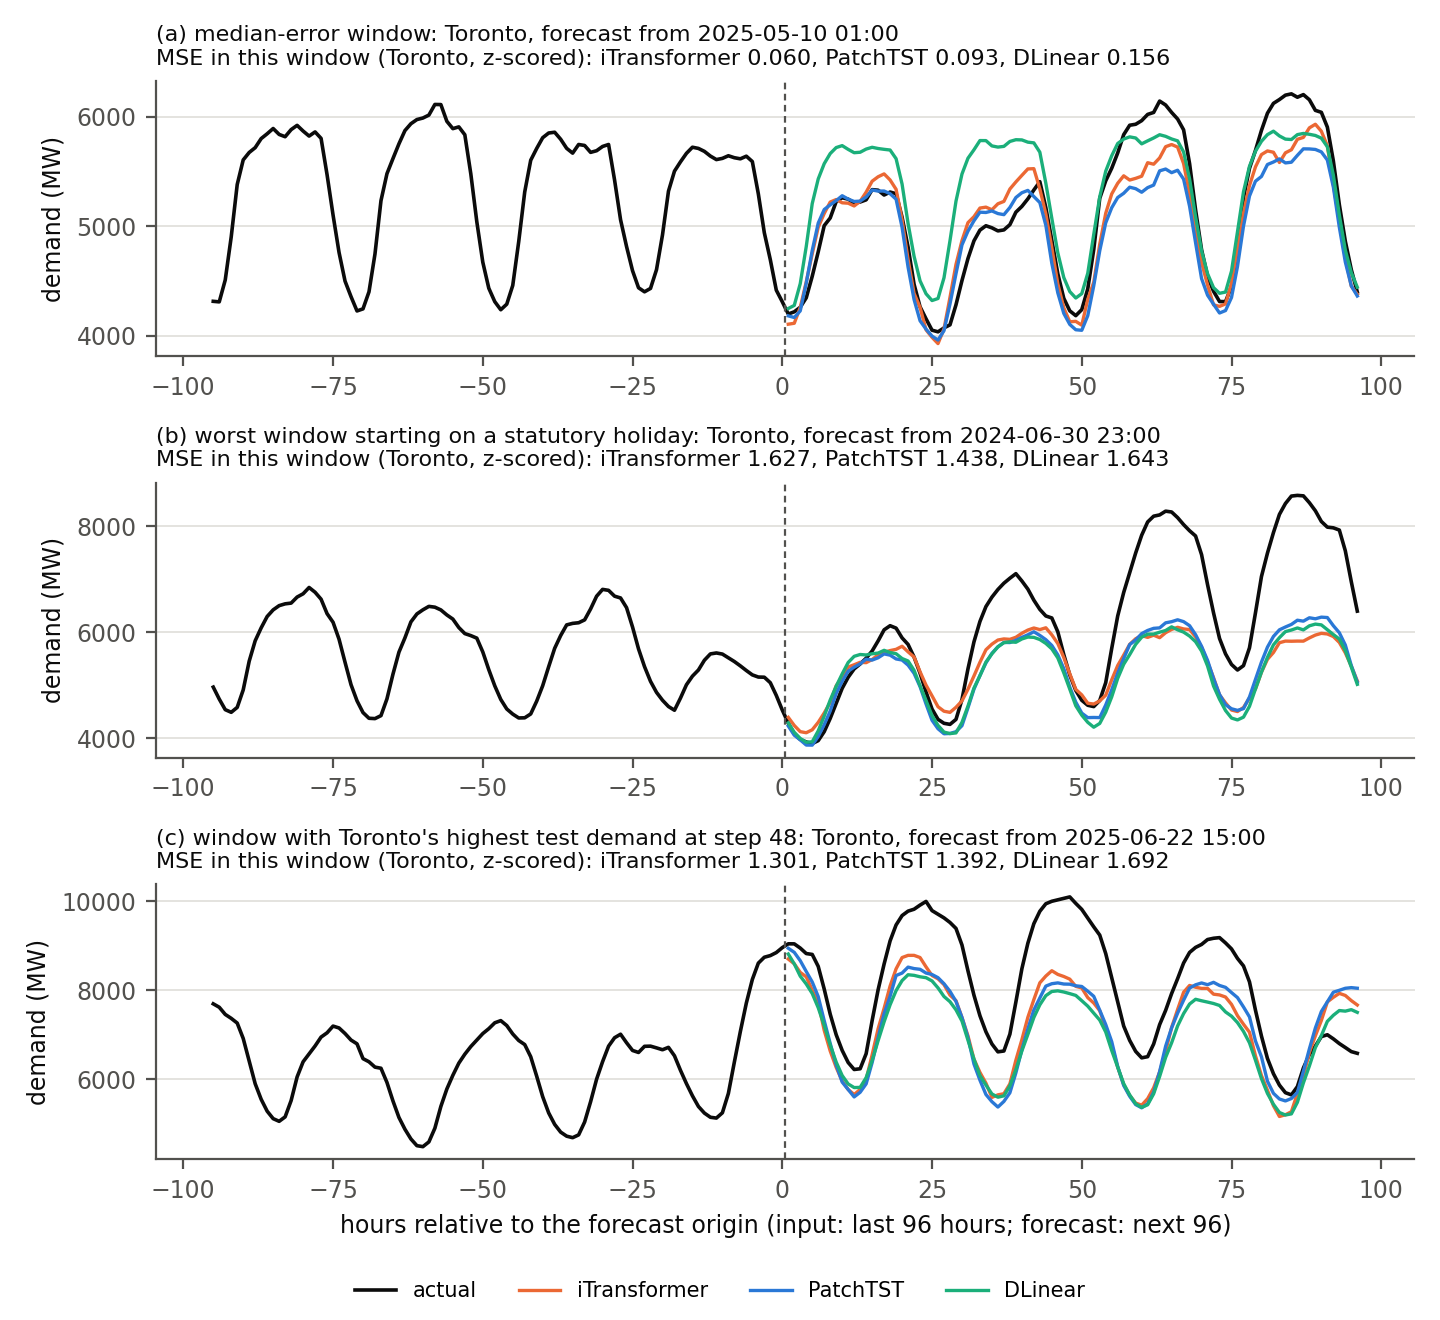 (a) median-error window: Toronto, forecast from 2025-05-10 01:00
MSE in this window (Toronto, z-scored): iTransformer 0.060, PatchTST 0.093, DLinear 0.156
demand (MW)
6000
5000
4000
−100 −75 −50 −25 0 25 50 75 100
(b) worst window starting on a statutory holiday: Toronto, forecast from 2024-06-30 23:00
MSE in this window (Toronto, z-scored): iTransformer 1.627, PatchTST 1.438, DLinear 1.643
demand (MW)
8000
6000
4000
−100 −75 −50 −25 0 25 50 75 100
(c) window with Toronto's highest test demand at step 48: Toronto, forecast from 2025-06-22 15:00
MSE in this window (Toronto, z-scored): iTransformer 1.301, PatchTST 1.392, DLinear 1.692
demand (MW)
10000
8000
6000
−100 −75 −50 −25 0 25 50 75 100
hours relative to the forecast origin (input: last 96 hours; forecast: next 96)
actual iTransformer PatchTST DLinear